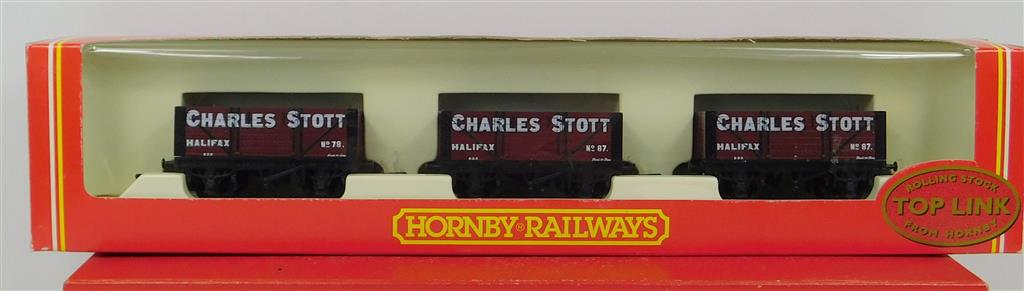 CHARLES STOTT
HALIFAX Nº 78.
CHARLES STOTT
HALIFAX Nº 87.
CHARLES STOTT
HALIFAX Nº 87.
HORNBY® RAILWAYS
ROLLING STOCK
TOP LINK
FROM HORNBY